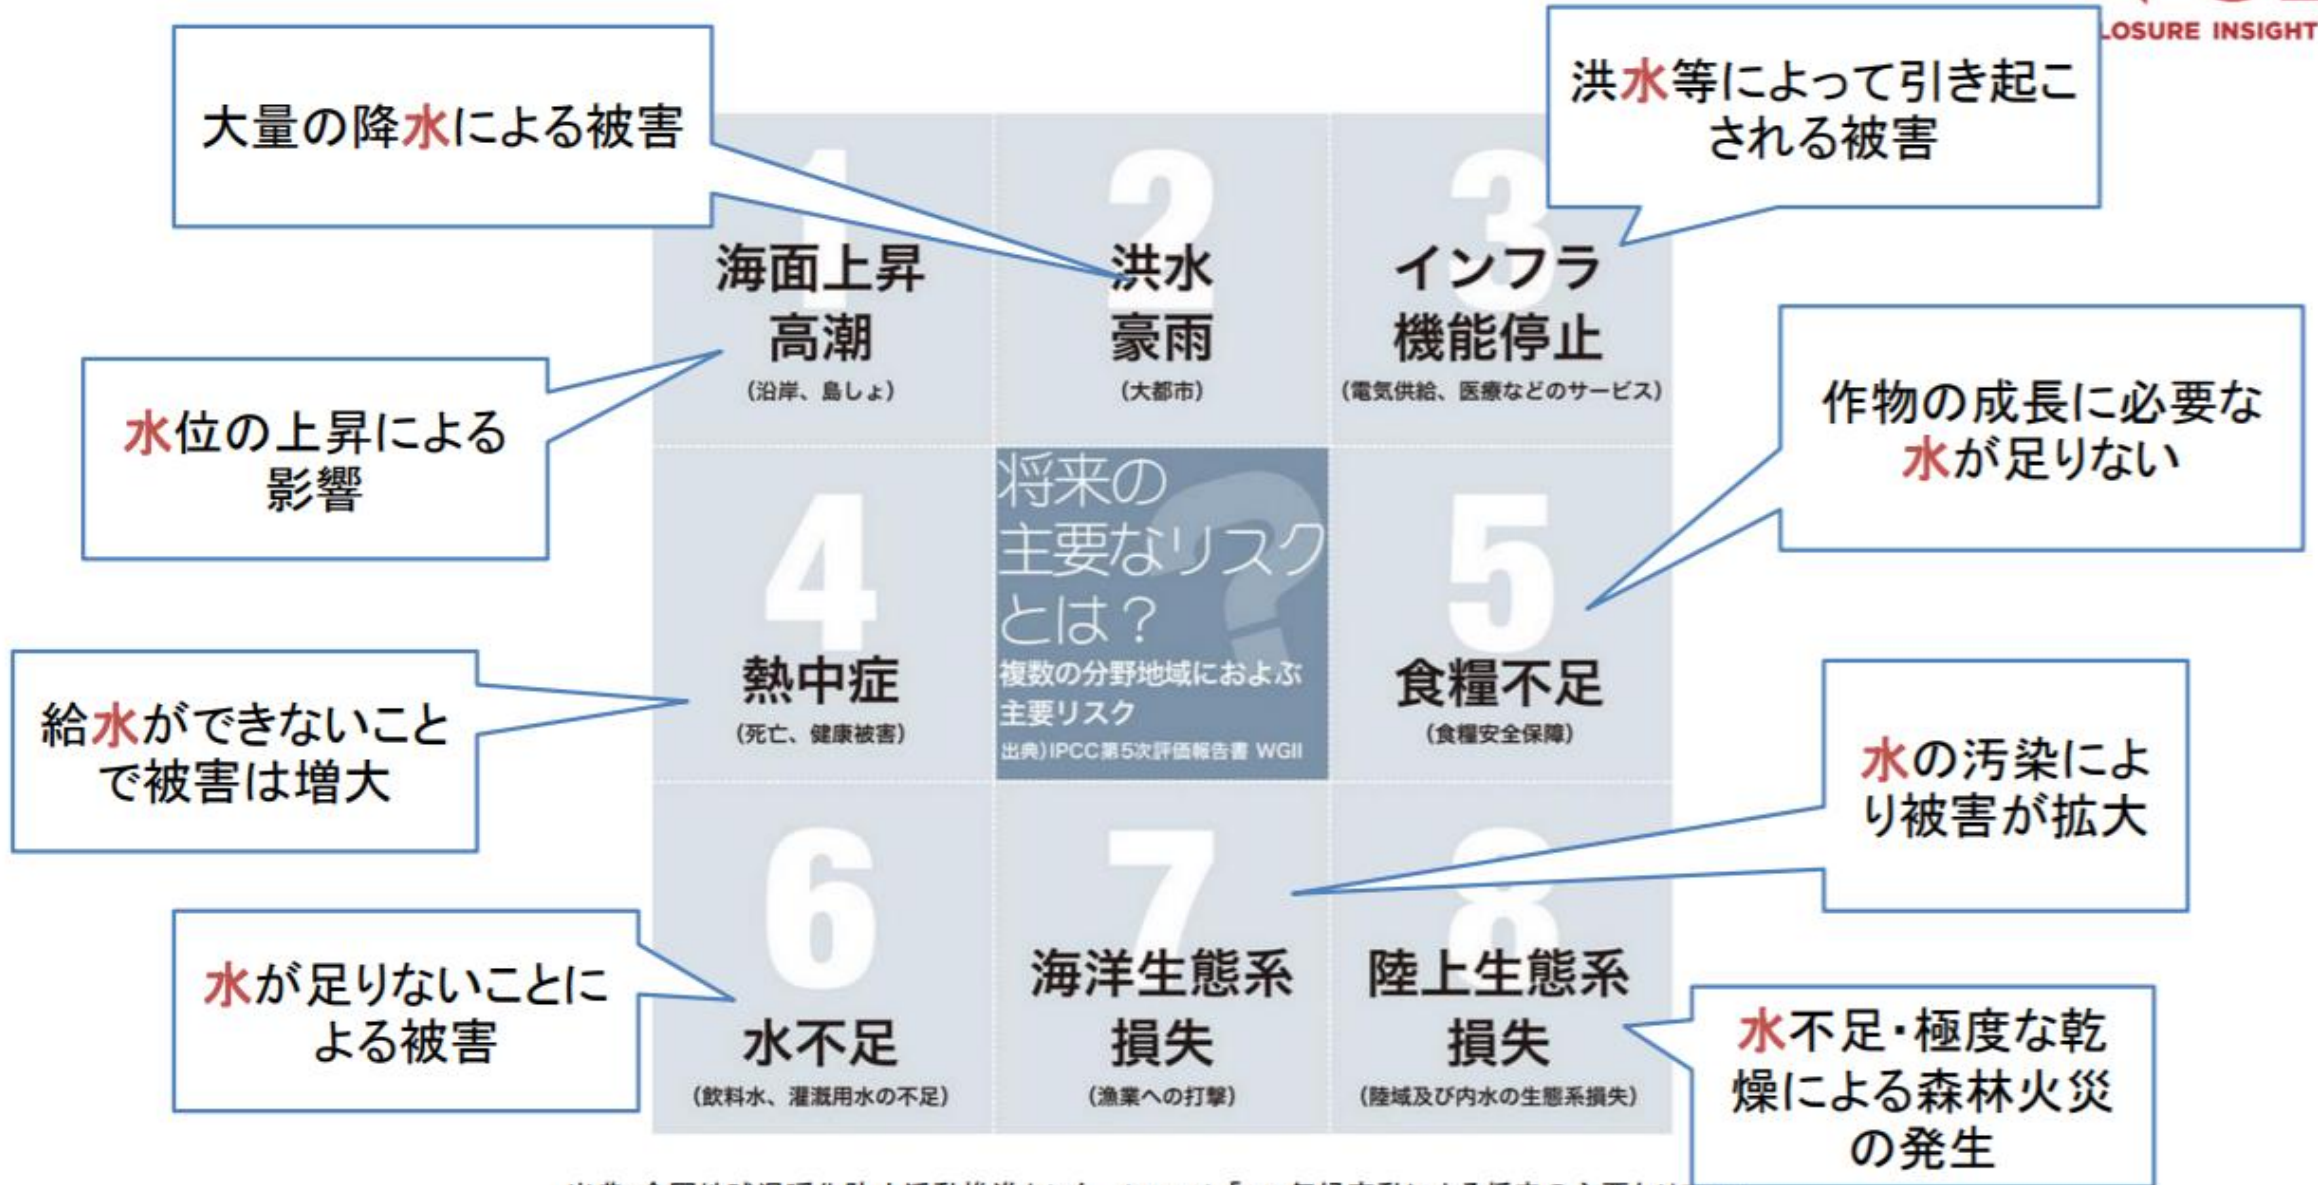 LOSURE INSIGHT
大量の降水による被害
洪水等によって引き起こ
される被害
1
海面上昇
高潮
(沿岸、島しょ)
2
洪水
豪雨
(大都市)
3
インフラ
機能停止
(電気供給、医療などのサービス)
水位の上昇による
影響
作物の成長に必要な
水が足りない
4
熱中症
(死亡、健康被害)
将来の
主要なリスク
とは？
複数の分野地域におよぶ
主要リスク
出典)IPCC第5次評価報告書 WGII
5
食糧不足
(食糧安全保障)
給水ができないこと
で被害は増大
水の汚染によ
り被害が拡大
6
水不足
(飲料水、灌漑用水の不足)
7
海洋生態系
損失
(漁業への打撃)
8
陸上生態系
損失
(陸域及び内水の生態系損失)
水が足りないことに
よる被害
水不足・極度な乾
燥による森林火災
の発生